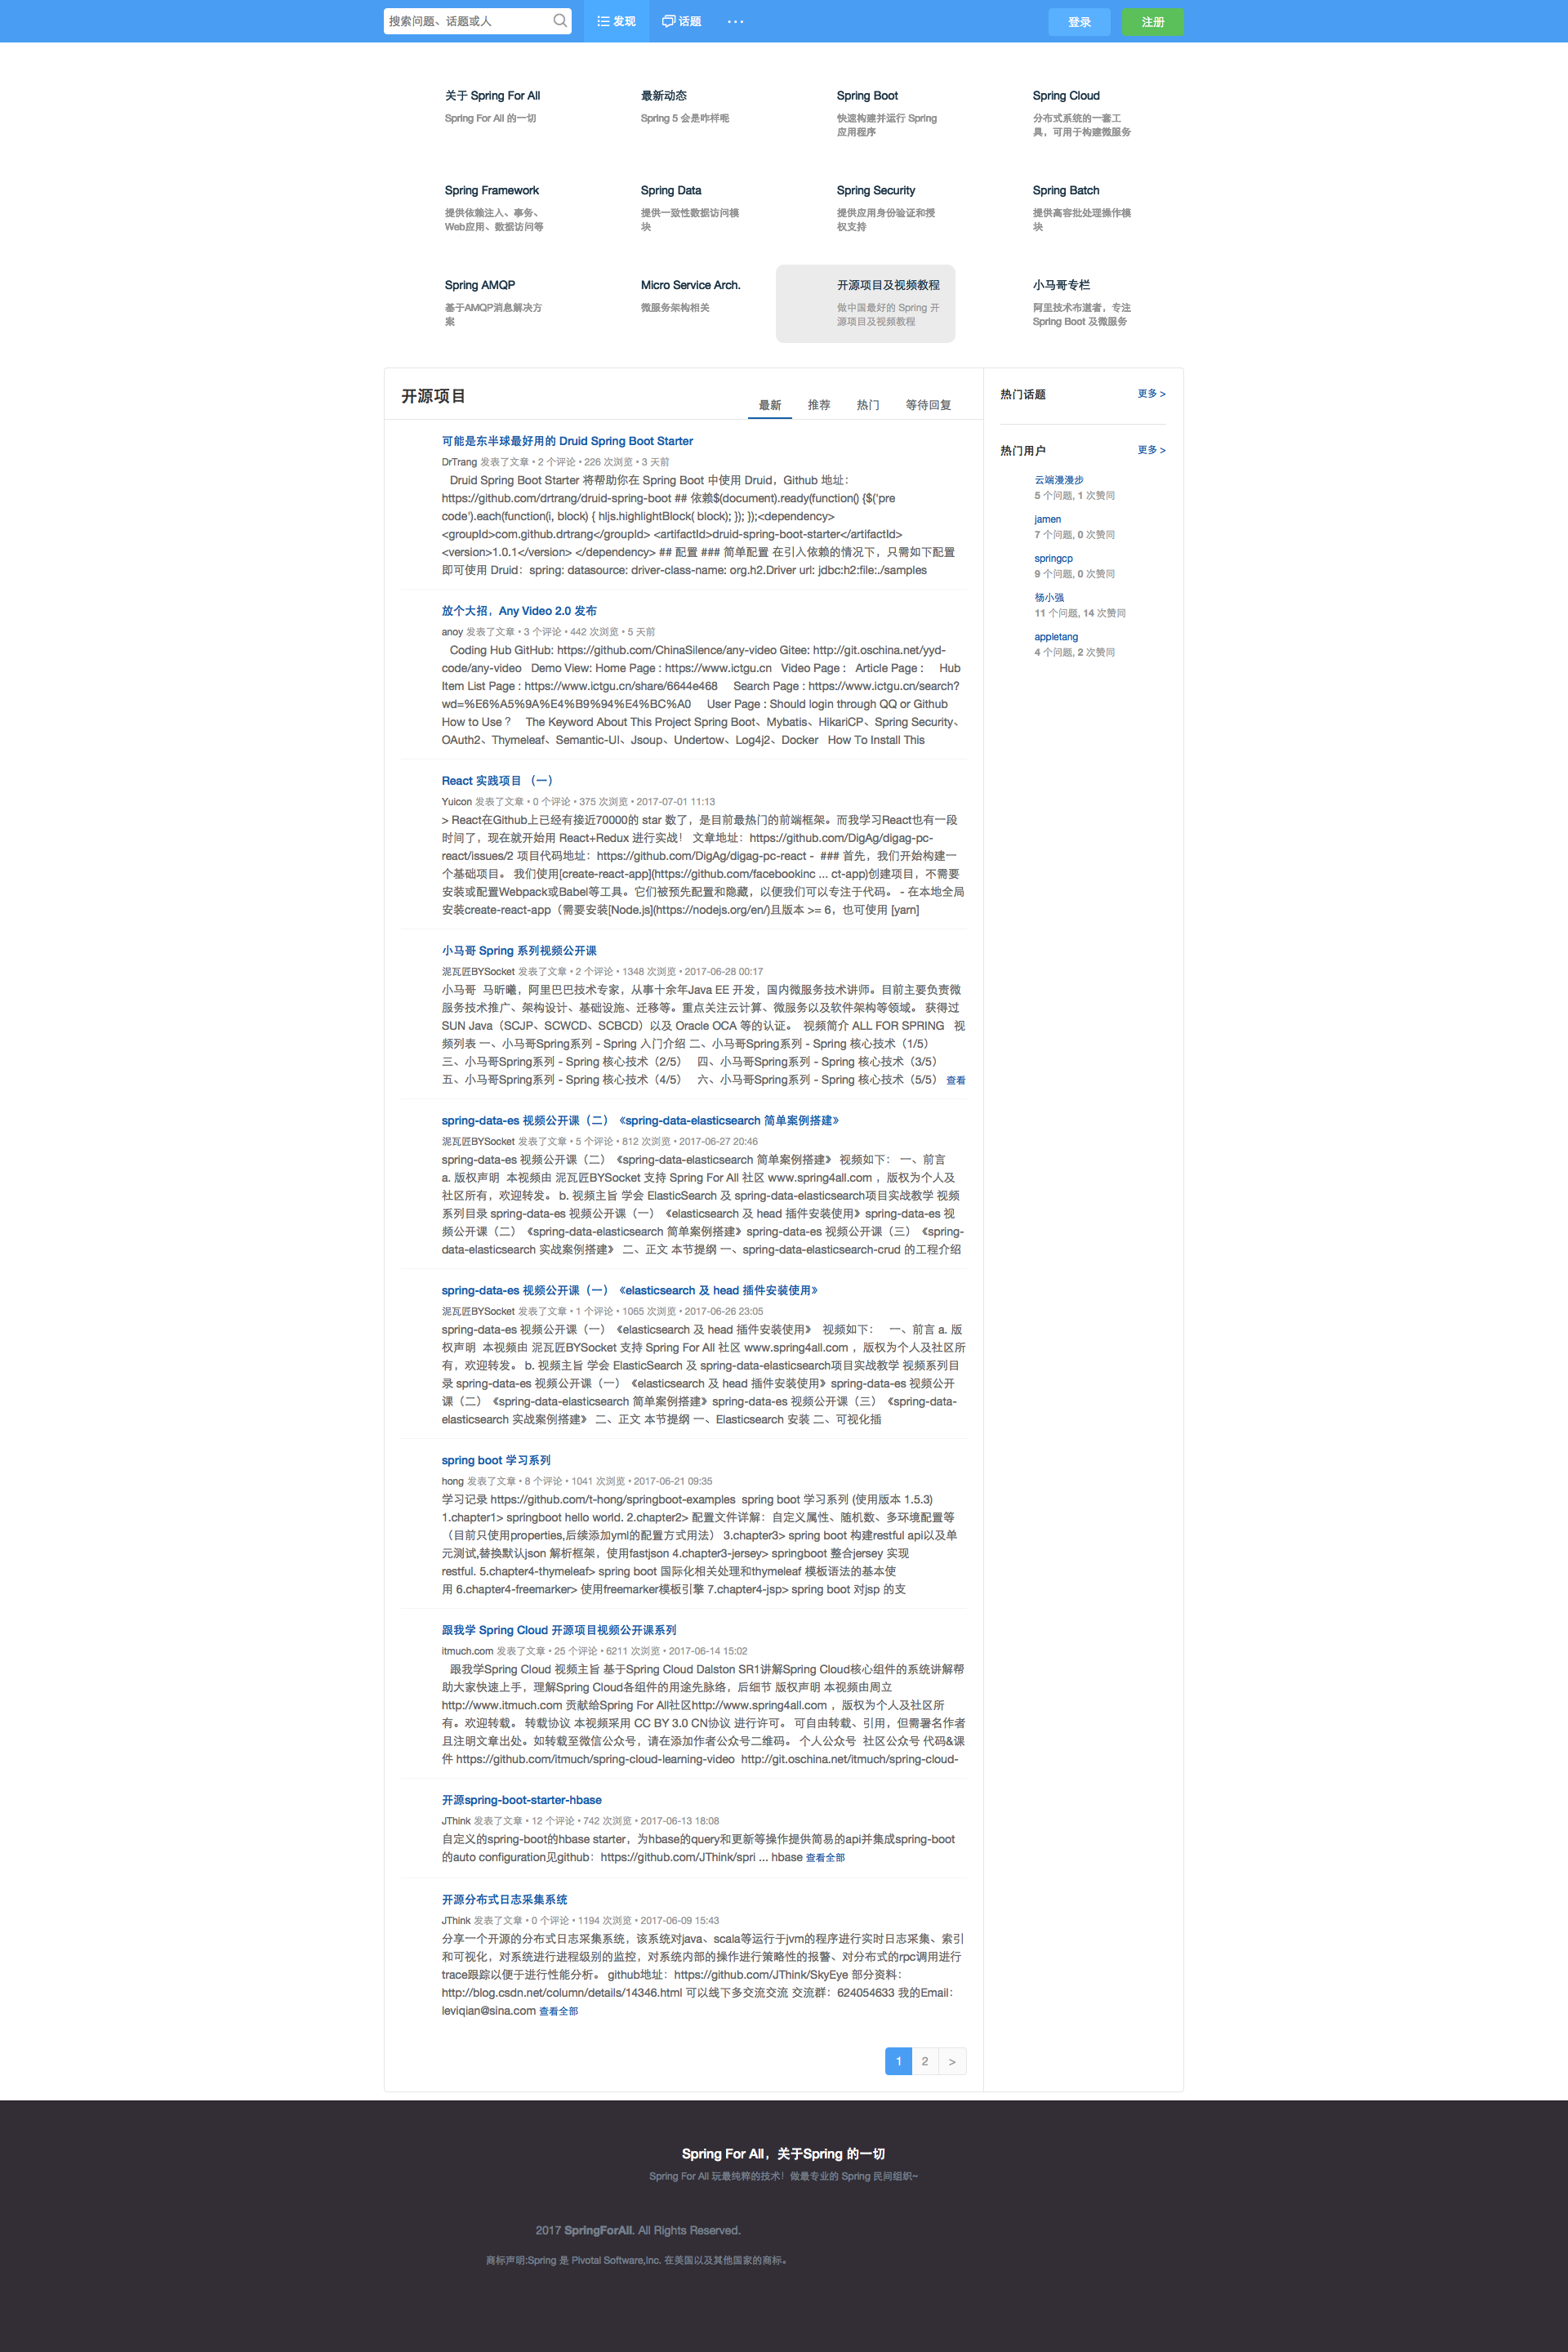 搜索问题、话题或人
发现
话题
登录
注册
关于 Spring For All
Spring For All 的一切
最新动态
Spring 5 会是咋样呢
Spring Boot
快速构建并运行 Spring
应用程序
Spring Cloud
分布式系统的一套工
具，可用于构建微服务
Spring Framework
提供依赖注入、事务、
Web应用、数据访问等
Spring Data
提供一致性数据访问模
块
Spring Security
提供应用身份验证和授
权支持
Spring Batch
提供高容批处理操作模
块
Spring AMQP
基于AMQP消息解决方
案
Micro Service Arch.
微服务架构相关
开源项目及视频教程
做中国最好的 Spring 开
源项目及视频教程
小马哥专栏
阿里技术布道者，专注
Spring Boot 及微服务
开源项目
最新
推荐
热门
等待回复
可能是东半球最好用的 Druid Spring Boot Starter
DrTrang 发表了文章 • 2 个评论 • 226 次浏览 • 3 天前
Druid Spring Boot Starter 将帮助你在 Spring Boot 中使用 Druid，Github 地址：
https://github.com/drtrang/druid-spring-boot ## 依赖$(document).ready(function() {$('pre
code').each(function(i, block) { hljs.highlightBlock( block); }); });<dependency>
<groupId>com.github.drtrang</groupId> <artifactId>druid-spring-boot-starter</artifactId>
<version>1.0.1</version> </dependency> ## 配置 ### 简单配置 在引入依赖的情况下，只需如下配置
即可使用 Druid：spring: datasource: driver-class-name: org.h2.Driver url: jdbc:h2:file:./samples
放个大招，Any Video 2.0 发布
anoy 发表了文章 • 3 个评论 • 442 次浏览 • 5 天前
Coding Hub GitHub: https://github.com/ChinaSilence/any-video Gitee: http://git.oschina.net/yyd-
code/any-video Demo View: Home Page : https://www.ictgu.cn Video Page : Article Page : Hub
Item List Page : https://www.ictgu.cn/share/6644e468 Search Page : https://www.ictgu.cn/search?
wd=%E6%A5%9A%E4%B9%94%E4%BC%A0 User Page : Should login through QQ or Github
How to Use ? The Keyword About This Project Spring Boot、Mybatis、HikariCP、Spring Security、
OAuth2、Thymeleaf、Semantic-UI、Jsoup、Undertow、Log4j2、Docker How To Install This
React 实践项目 （一）
Yuicon 发表了文章 • 0 个评论 • 375 次浏览 • 2017-07-01 11:13
> React在Github上已经有接近70000的 star 数了，是目前最热门的前端框架。而我学习React也有一段
时间了，现在就开始用 React+Redux 进行实战！ 文章地址：https://github.com/DigAg/digag-pc-
react/issues/2 项目代码地址：https://github.com/DigAg/digag-pc-react - ### 首先，我们开始构建一
个基础项目。 我们使用[create-react-app](https://github.com/facebookinc ... ct-app)创建项目，不需要
安装或配置Webpack或Babel等工具。它们被预先配置和隐藏，以便我们可以专注于代码。 - 在本地全局
安装create-react-app（需要安装[Node.js](https://nodejs.org/en/)且版本 >= 6，也可使用 [yarn]
小马哥 Spring 系列视频公开课
泥瓦匠BYSocket 发表了文章 • 2 个评论 • 1348 次浏览 • 2017-06-28 00:17
小马哥 马昕曦，阿里巴巴技术专家，从事十余年Java EE 开发，国内微服务技术讲师。目前主要负责微
服务技术推广、架构设计、基础设施、迁移等。重点关注云计算、微服务以及软件架构等领域。 获得过
SUN Java（SCJP、SCWCD、SCBCD）以及 Oracle OCA 等的认证。 视频简介 ALL FOR SPRING 视
频列表 一、小马哥Spring系列 - Spring 入门介绍 二、小马哥Spring系列 - Spring 核心技术（1/5）
三、小马哥Spring系列 - Spring 核心技术（2/5） 四、小马哥Spring系列 - Spring 核心技术（3/5）
五、小马哥Spring系列 - Spring 核心技术（4/5） 六、小马哥Spring系列 - Spring 核心技术（5/5） 查看
spring-data-es 视频公开课（二）《spring-data-elasticsearch 简单案例搭建》
泥瓦匠BYSocket 发表了文章 • 5 个评论 • 812 次浏览 • 2017-06-27 20:46
spring-data-es 视频公开课（二）《spring-data-elasticsearch 简单案例搭建》 视频如下： 一、前言
a. 版权声明 本视频由 泥瓦匠BYSocket 支持 Spring For All 社区 www.spring4all.com ，版权为个人及
社区所有，欢迎转发。 b. 视频主旨 学会 ElasticSearch 及 spring-data-elasticsearch项目实战教学 视频
系列目录 spring-data-es 视频公开课（一）《elasticsearch 及 head 插件安装使用》spring-data-es 视
频公开课（二）《spring-data-elasticsearch 简单案例搭建》spring-data-es 视频公开课（三）《spring-
data-elasticsearch 实战案例搭建》 二、正文 本节提纲 一、spring-data-elasticsearch-crud 的工程介绍
spring-data-es 视频公开课（一）《elasticsearch 及 head 插件安装使用》
泥瓦匠BYSocket 发表了文章 • 1 个评论 • 1065 次浏览 • 2017-06-26 23:05
spring-data-es 视频公开课（一）《elasticsearch 及 head 插件安装使用》 视频如下： 一、前言 a. 版
权声明 本视频由 泥瓦匠BYSocket 支持 Spring For All 社区 www.spring4all.com ，版权为个人及社区所
有，欢迎转发。 b. 视频主旨 学会 ElasticSearch 及 spring-data-elasticsearch项目实战教学 视频系列目
录 spring-data-es 视频公开课（一）《elasticsearch 及 head 插件安装使用》spring-data-es 视频公开
课（二）《spring-data-elasticsearch 简单案例搭建》spring-data-es 视频公开课（三）《spring-data-
elasticsearch 实战案例搭建》 二、正文 本节提纲 一、Elasticsearch 安装 二、可视化插
spring boot 学习系列
hong 发表了文章 • 8 个评论 • 1041 次浏览 • 2017-06-21 09:35
学习记录 https://github.com/t-hong/springboot-examples spring boot 学习系列 (使用版本 1.5.3)
1.chapter1> springboot hello world. 2.chapter2> 配置文件详解：自定义属性、随机数、多环境配置等
（目前只使用properties,后续添加yml的配置方式用法） 3.chapter3> spring boot 构建restful api以及单
元测试,替换默认json 解析框架，使用fastjson 4.chapter3-jersey> springboot 整合jersey 实现
restful. 5.chapter4-thymeleaf> spring boot 国际化相关处理和thymeleaf 模板语法的基本使
用 6.chapter4-freemarker> 使用freemarker模板引擎 7.chapter4-jsp> spring boot 对jsp 的支
跟我学 Spring Cloud 开源项目视频公开课系列
itmuch.com 发表了文章 • 25 个评论 • 6211 次浏览 • 2017-06-14 15:02
跟我学Spring Cloud 视频主旨 基于Spring Cloud Dalston SR1讲解Spring Cloud核心组件的系统讲解帮
助大家快速上手，理解Spring Cloud各组件的用途先脉络，后细节 版权声明 本视频由周立
http://www.itmuch.com 贡献给Spring For All社区http://www.spring4all.com ，版权为个人及社区所
有。欢迎转载。 转载协议 本视频采用 CC BY 3.0 CN协议 进行许可。 可自由转载、引用，但需署名作者
且注明文章出处。如转载至微信公众号，请在添加作者公众号二维码。 个人公众号 社区公众号 代码&课
件 https://github.com/itmuch/spring-cloud-learning-video http://git.oschina.net/itmuch/spring-cloud-
开源spring-boot-starter-hbase
JThink 发表了文章 • 12 个评论 • 742 次浏览 • 2017-06-13 18:08
自定义的spring-boot的hbase starter，为hbase的query和更新等操作提供简易的api并集成spring-boot
的auto configuration见github：https://github.com/JThink/spri ... hbase 查看全部
开源分布式日志采集系统
JThink 发表了文章 • 0 个评论 • 1194 次浏览 • 2017-06-09 15:43
分享一个开源的分布式日志采集系统，该系统对java、scala等运行于jvm的程序进行实时日志采集、索引
和可视化，对系统进行进程级别的监控，对系统内部的操作进行策略性的报警、对分布式的rpc调用进行
trace跟踪以便于进行性能分析。 github地址：https://github.com/JThink/SkyEye 部分资料：
http://blog.csdn.net/column/details/14346.html 可以线下多交流交流 交流群：624054633 我的Email：
leviqian@sina.com 查看全部
1
2
>
热门话题
更多 >
热门用户
更多 >
云端漫漫步
5 个问题, 1 次赞同
jamen
7 个问题, 0 次赞同
springcp
9 个问题, 0 次赞同
杨小强
11 个问题, 14 次赞同
appletang
4 个问题, 2 次赞同
Spring For All，关于Spring 的一切
Spring For All 玩最纯粹的技术！做最专业的 Spring 民间组织~
2017 SpringForAll. All Rights Reserved.
商标声明:Spring 是 Pivotal Software,Inc. 在美国以及其他国家的商标。